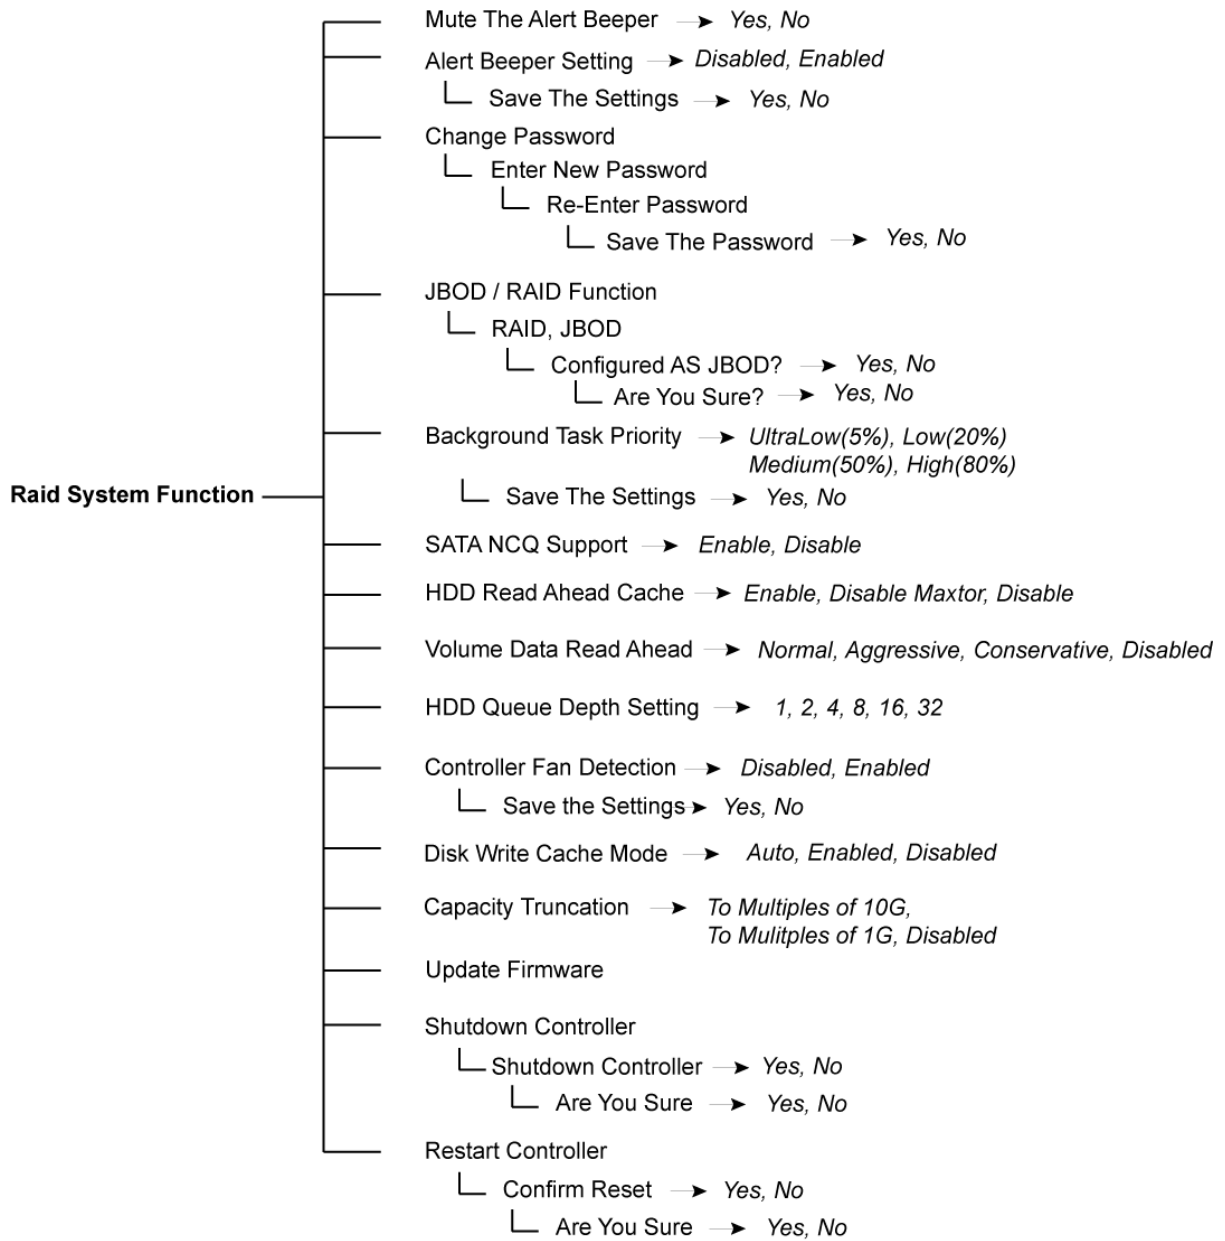 Mute The Alert Beeper Yes, No
Alert Beeper Setting Disabled, Enabled
Save The Settings Yes, No
Change Password
Enter New Password
Re-Enter Password
Save The Password Yes, No
JBOD / RAID Function
RAID, JBOD
Configured AS JBOD? Yes, No
Are You Sure? Yes, No
Background Task Priority UltraLow(5%), Low(20%)
Medium(50%), High(80%)
Raid System Function
Save The Settings Yes, No
SATA NCQ Support Enable, Disable
HDD Read Ahead Cache Enable, Disable Maxtor, Disable
Volume Data Read Ahead Normal, Aggressive, Conservative, Disabled
HDD Queue Depth Setting 1, 2, 4, 8, 16, 32
Controller Fan Detection Disabled, Enabled
Save the Settings Yes, No
Disk Write Cache Mode Auto, Enabled, Disabled
Capacity Truncation To Multiples of 10G,
To Mulitples of 1G, Disabled
Update Firmware
Shutdown Controller
Shutdown Controller Yes, No
Are You Sure Yes, No
Restart Controller
Confirm Reset Yes, No
Are You Sure Yes, No